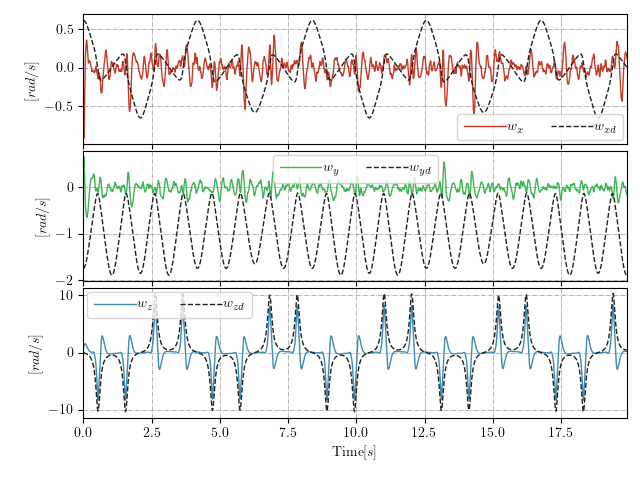 0.5
0.0
−0.5
[rad/s]
w_x w_xd
0
−1
−2
[rad/s]
w_y w_yd
10
0
−10
[rad/s]
w_z w_zd
0.0 2.5 5.0 7.5 10.0 12.5 15.0 17.5
Time[s]